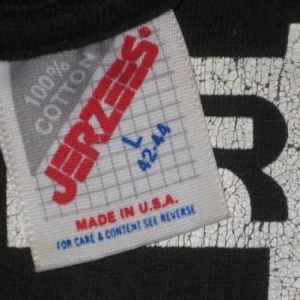 100%
COTTON
JERZEES.
L
42-44
MADE IN U.S.A.
FOR CARE & CONTENT SEE REVERSE
R